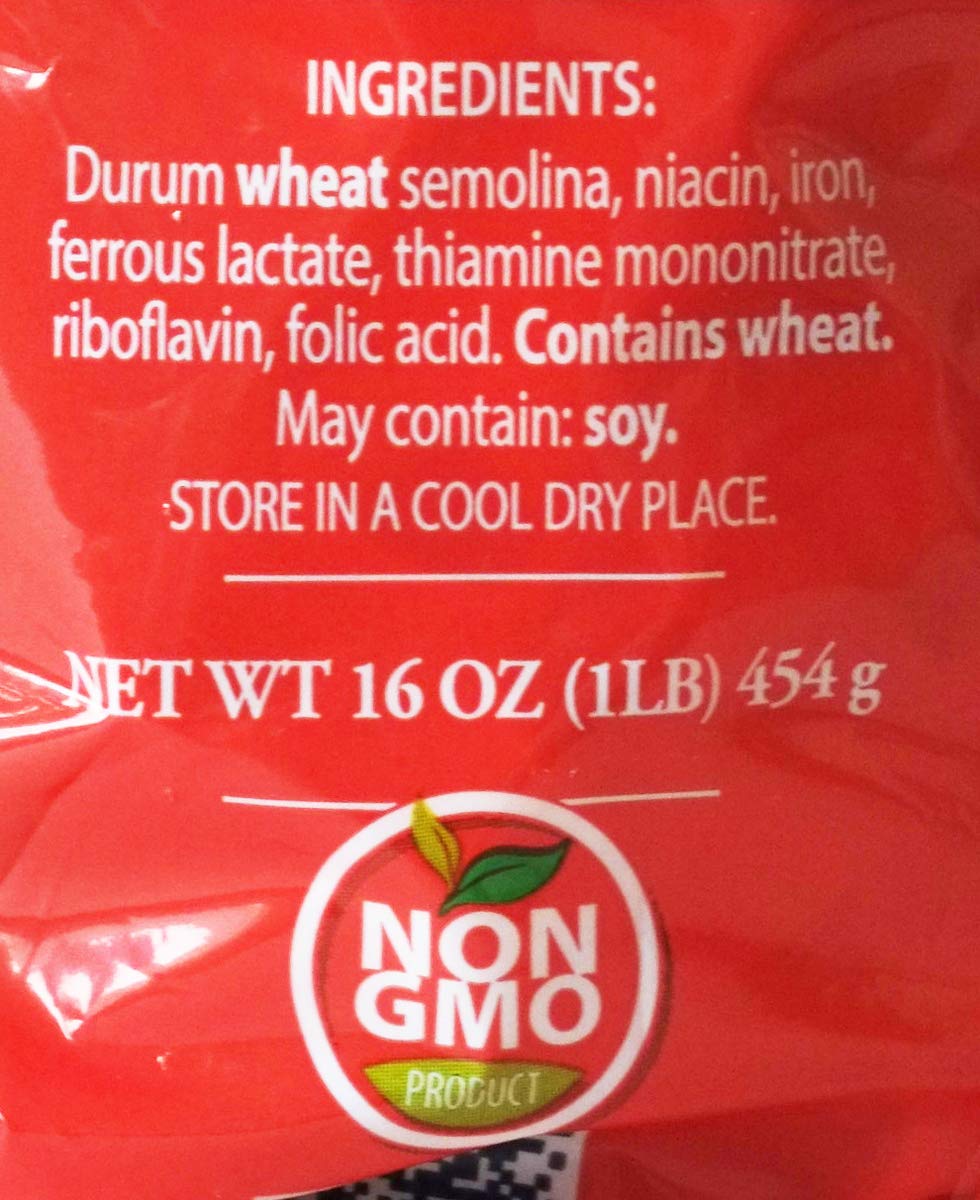 INGREDIENTS:
Durum wheat semolina, niacin, iron,
ferrous lactate, thiamine mononitrate,
riboflavin, folic acid. Contains wheat.
May contain: soy.
STORE IN A COOL DRY PLACE.
NET WT 16 OZ (1LB) 454 g
NON
GMO
PRODUCT